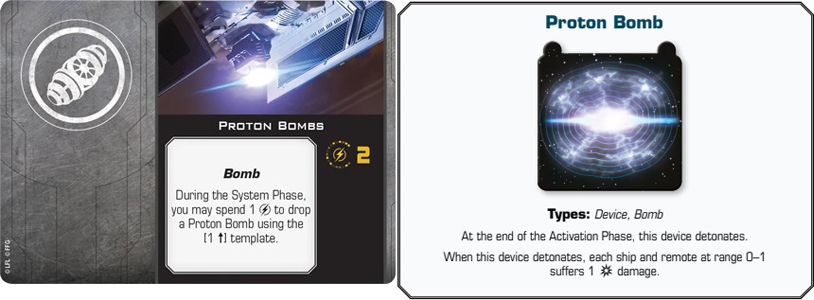 Proton Bombs
2
Bomb
During the System Phase,
you may spend 1 to drop
a Proton Bomb using the
[1 ⬆] template.
© LFL © FFG
Proton Bomb
Types: Device, Bomb
At the end of the Activation Phase, this device detonates.
When this device detonates, each ship and remote at range 0–1
suffers 1 damage.